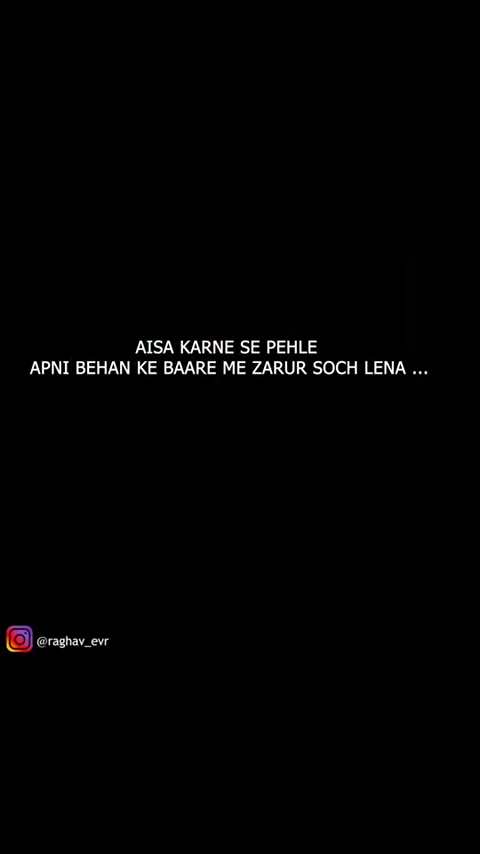 AISA KARNE SE PEHLE
APNI BEHAN KE BAARE ME ZARUR SOCH LENA ...
@raghav_evr